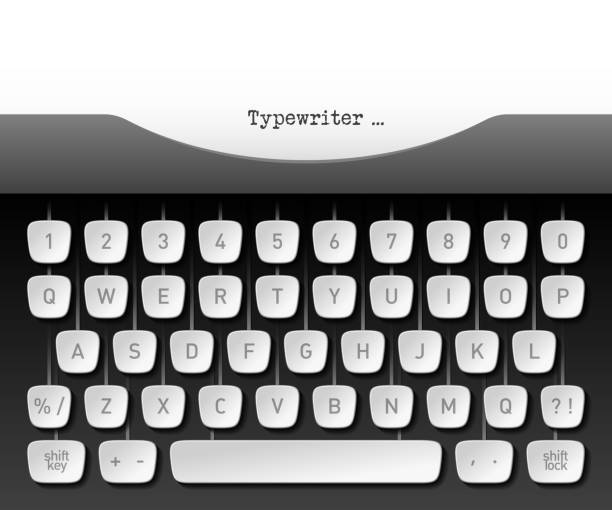 Typewriter ...
1 2 3 4 5 6 7 8 9 0
Q W E R T Y U I O P
A S D F G H J K L
% / Z X C V B N M Q ? !
shift key + - , . shift lock